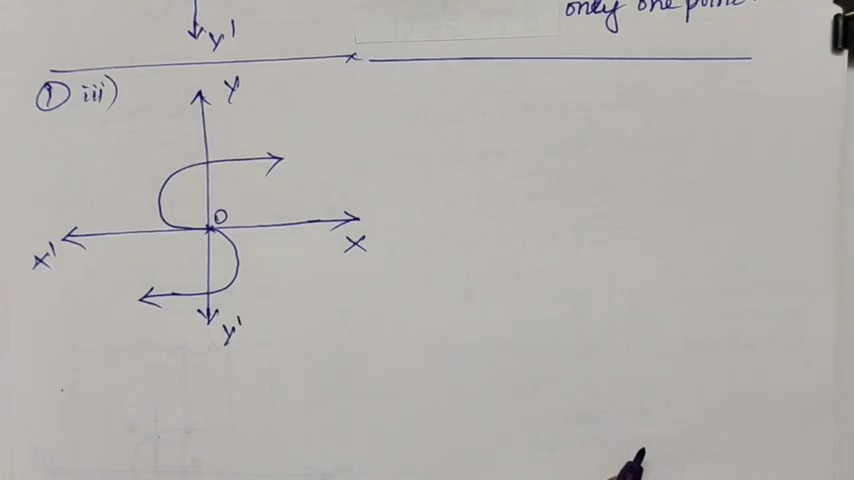 only one point.
y'
① iii)
y
O
x' x
y'